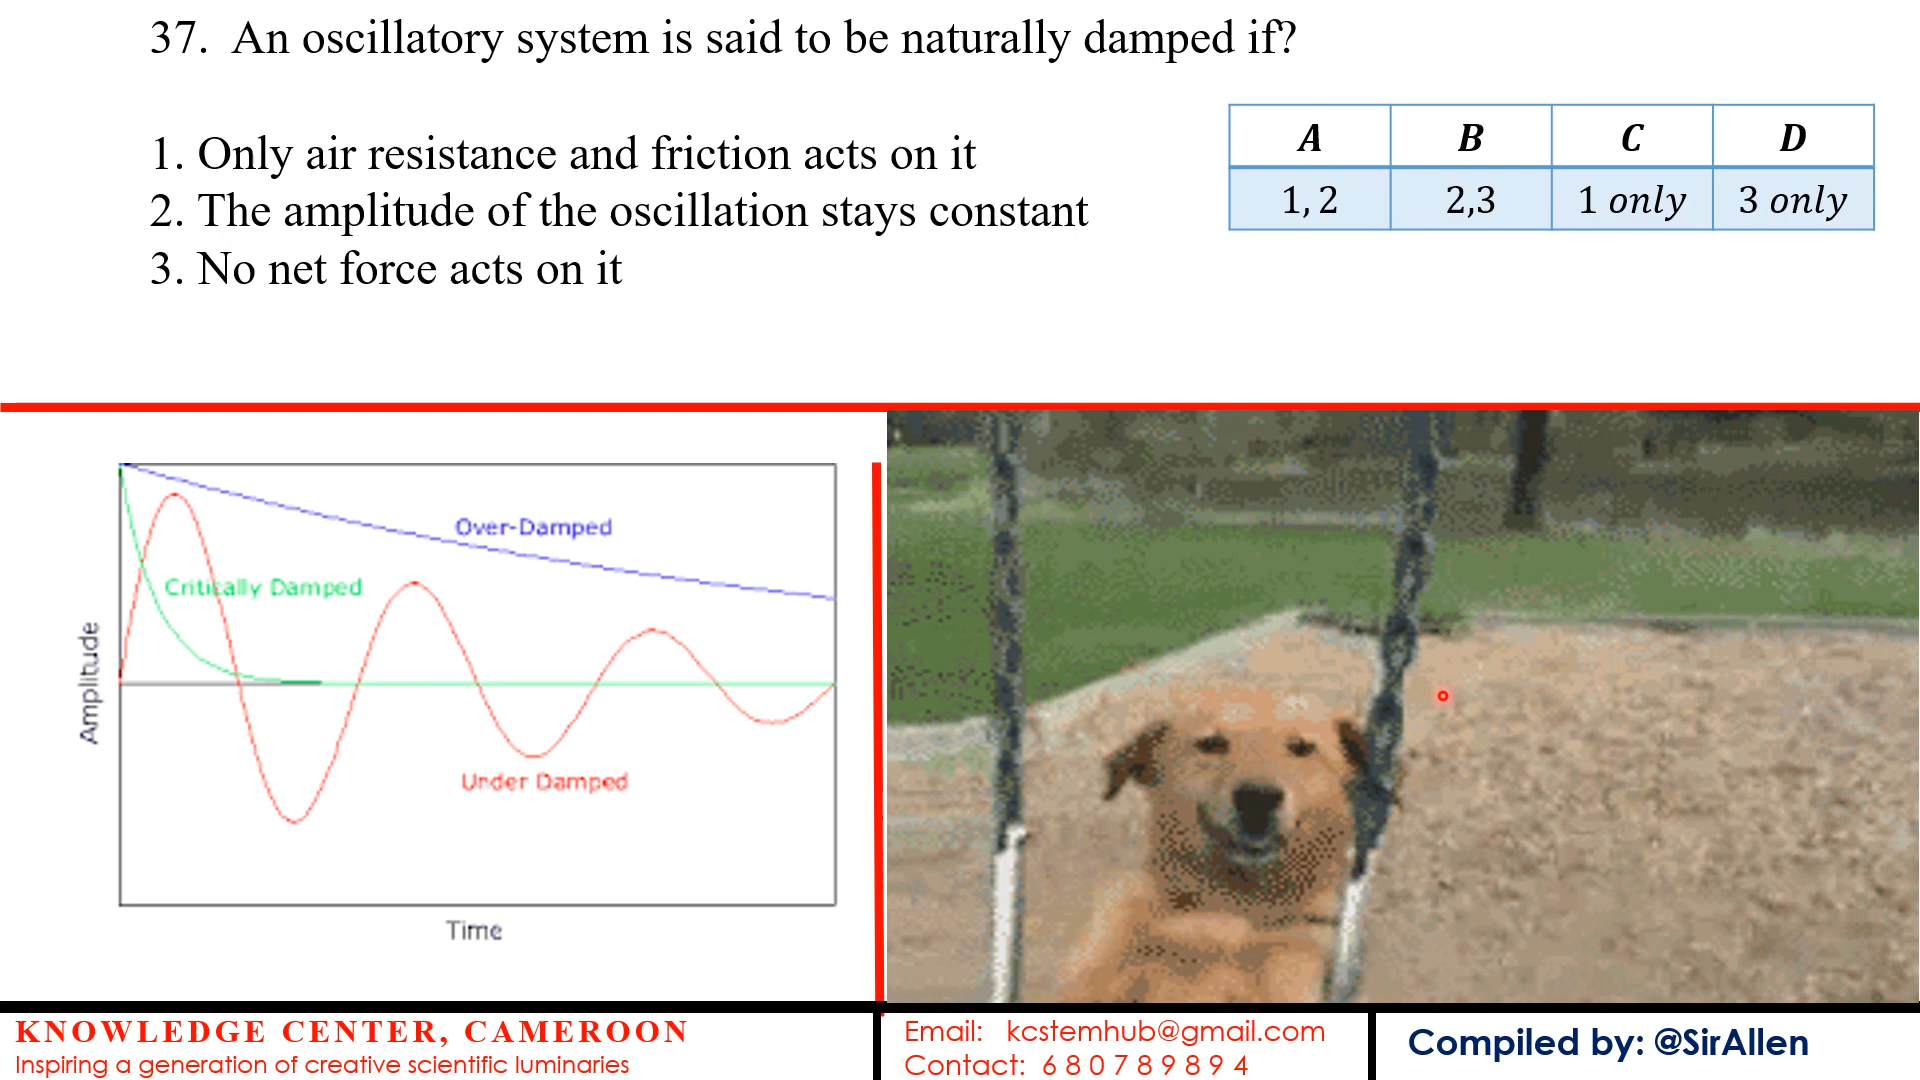 37. An oscillatory system is said to be naturally damped if?
1. Only air resistance and friction acts on it
2. The amplitude of the oscillation stays constant
3. No net force acts on it
A B C D
1, 2 2,3 1 only 3 only
Over-Damped
Critically Damped
Under Damped
Amplitude
Time
KNOWLEDGE CENTER, CAMEROON
Inspiring a generation of creative scientific luminaries
Email: kcstemhub@gmail.com
Contact: 6 8 0 7 8 9 8 9 4
Compiled by: @SirAllen